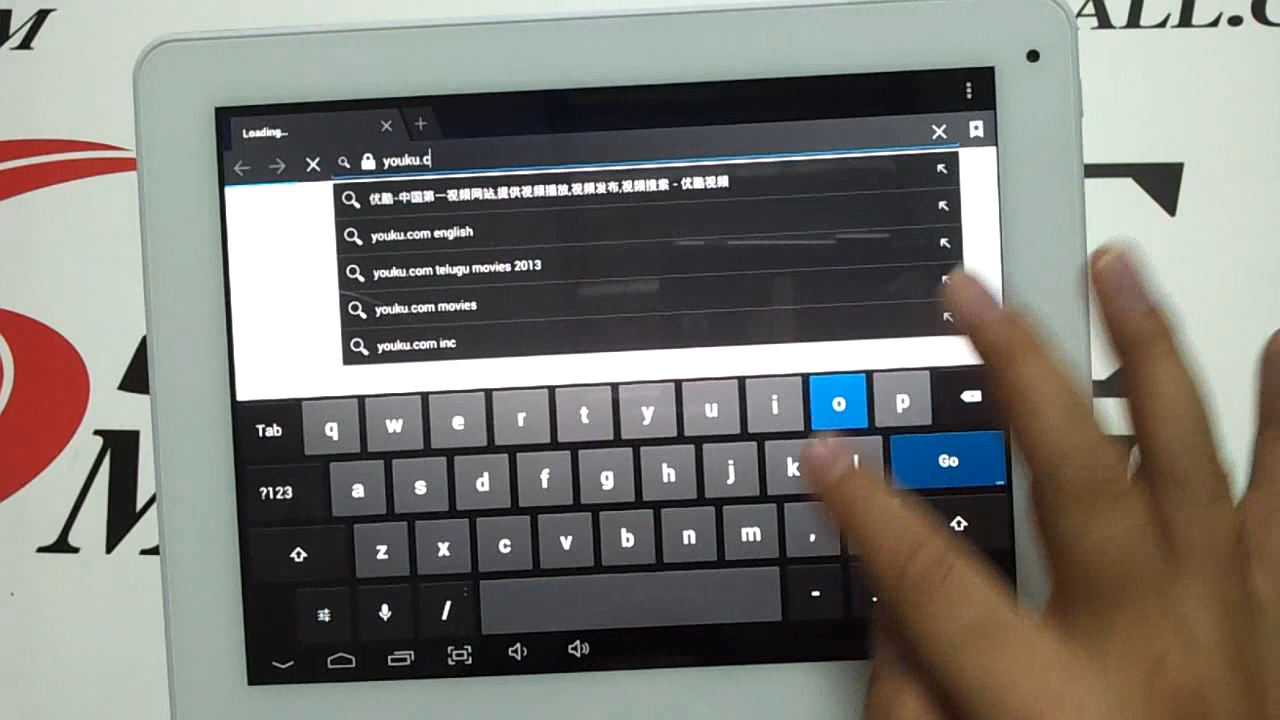 M
ALL.C
Loading...
youku.c
优酷-中国第一视频网站,提供视频播放,视频发布,视频搜索 - 优酷视频
youku.com english
youku.com telugu movies 2013
youku.com movies
youku.com inc
Tab q w e r t y u i o p
?123 a s d f g h j k l Go
z x c v b n m ,
/ - .
M